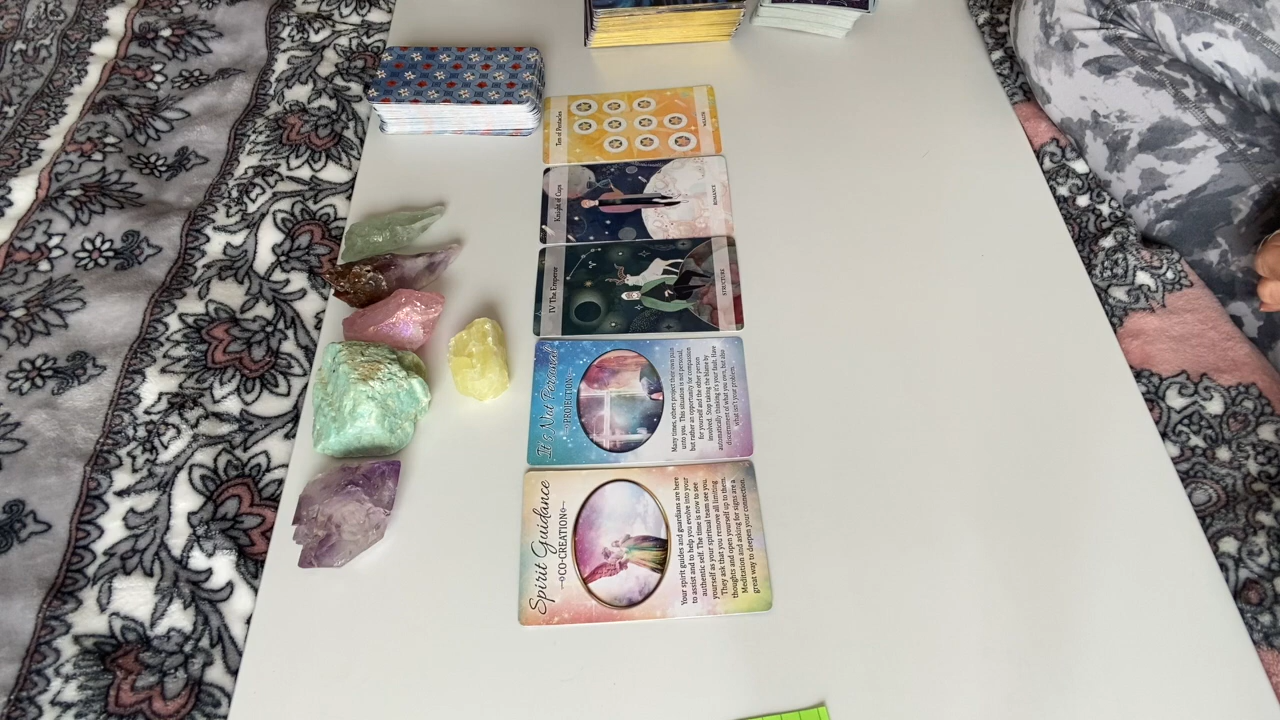 Ten of Pentacles
WEALTH
Knight of Cups
ROMANCE
IV The Emperor
STRUCTURE
It's Not Personal
PROJECTION
Many times, others project their own pain
unto you. This situation is not personal,
but rather an opportunity for compassion
for yourself and the other person
involved. Stop taking the blame by
automatically thinking it's your fault. Have
discernment of what you own, but also
what isn't your problem.
Spirit Guidance
CO-CREATION
Your spirit guides and guardians are here
to assist and to help you evolve into your
authentic self. The time is now to see
yourself as your spiritual team see you.
They ask that you remove all limiting
thoughts and open yourself up to them.
Meditation and asking for signs are a
great way to deepen your connection.